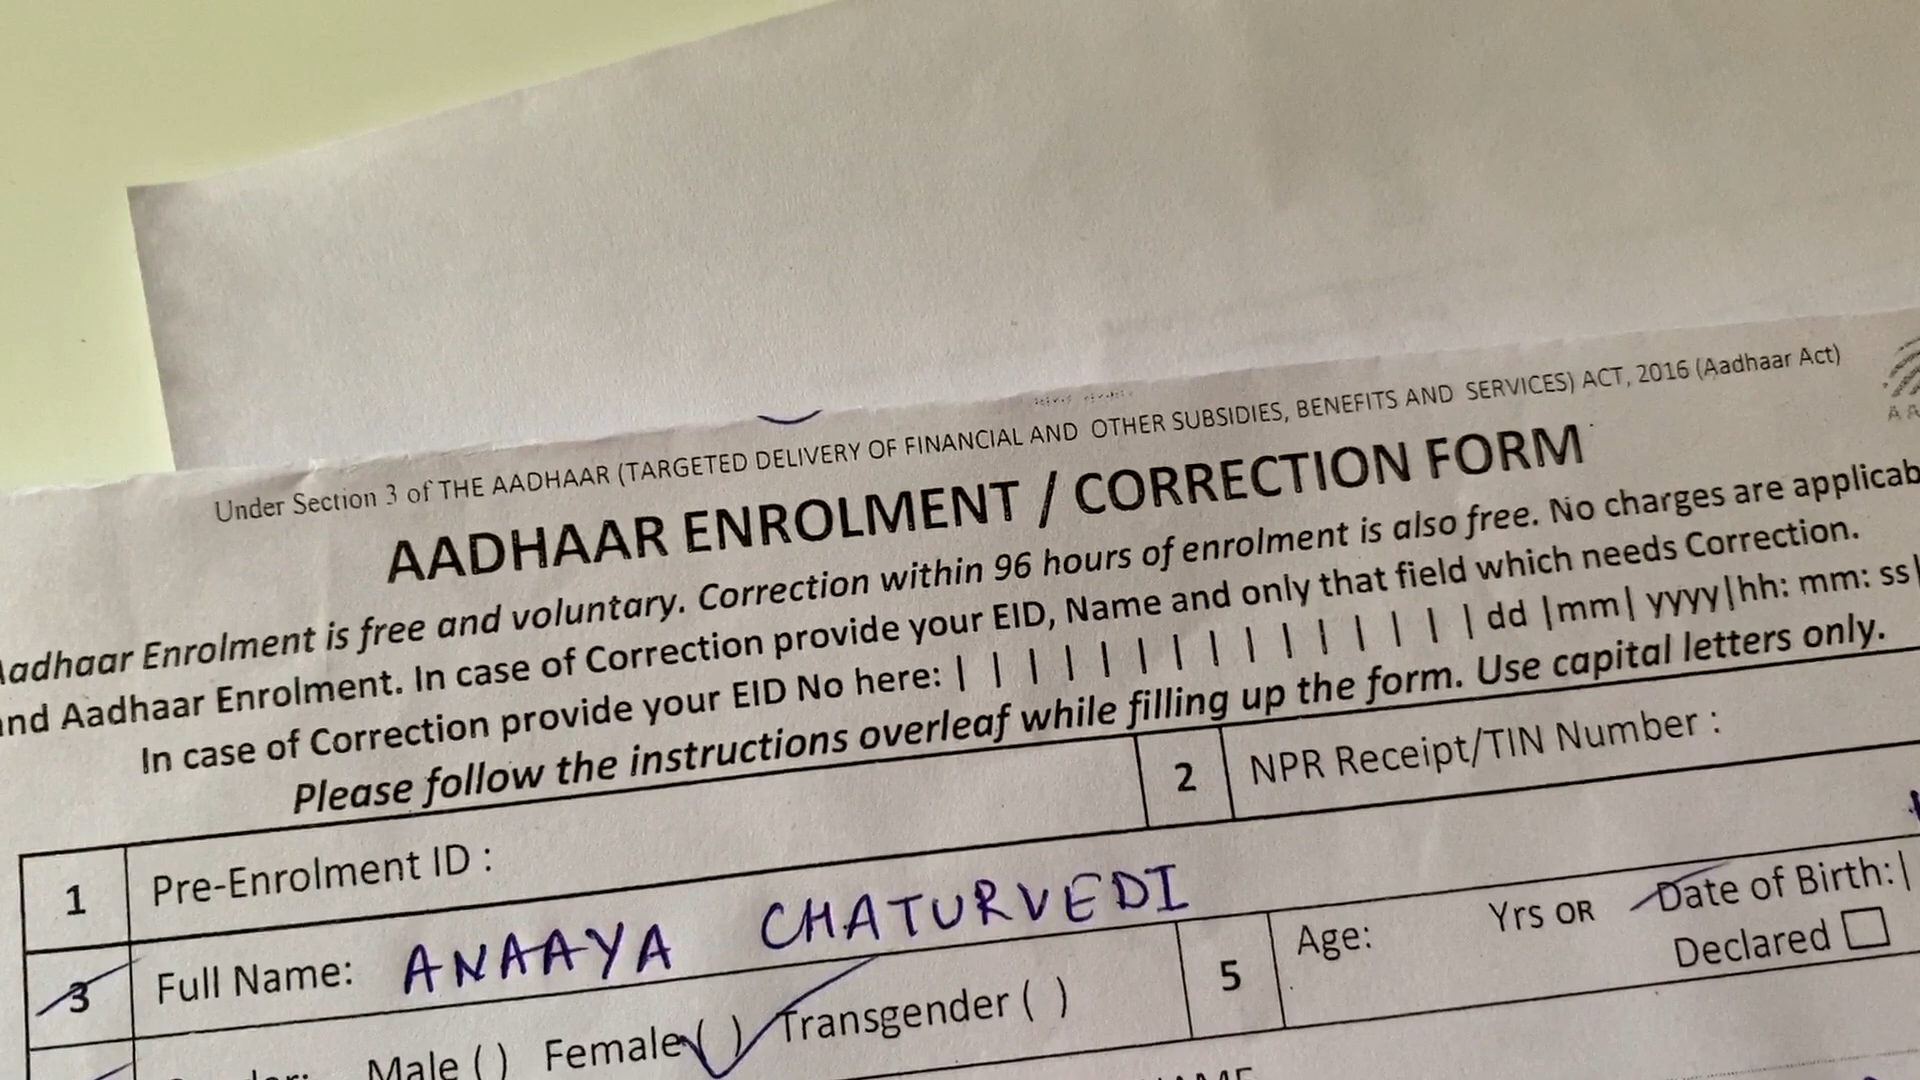 Under Section 3 of THE AADHAAR (TARGETED DELIVERY OF FINANCIAL AND OTHER SUBSIDIES, BENEFITS AND SERVICES) ACT, 2016 (Aadhaar Act)
AADHAAR ENROLMENT / CORRECTION FORM
Aadhaar Enrolment is free and voluntary. Correction within 96 hours of enrolment is also free. No charges are applicab
and Aadhaar Enrolment. In case of Correction provide your EID, Name and only that field which needs Correction.
In case of Correction provide your EID No here: | | | | | | | | | | | | | | | dd |mm| yyyy|hh: mm: ss|
Please follow the instructions overleaf while filling up the form. Use capital letters only.
1 Pre-Enrolment ID :
2 NPR Receipt/TIN Number :
3 Full Name: ANAAYA CHATURVEDI
Male ( ) Female ( ) Transgender ( )
5 Age: Yrs OR Date of Birth:|
Declared